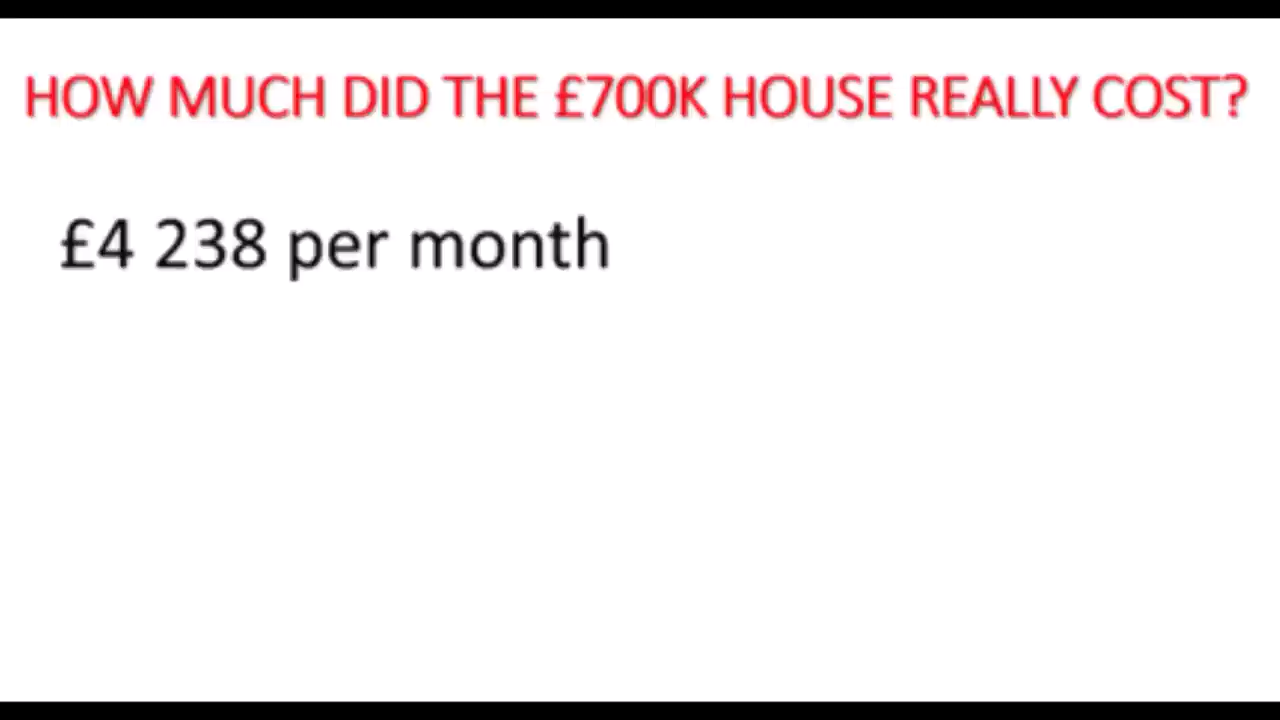 HOW MUCH DID THE £700K HOUSE REALLY COST?
£4 238 per month